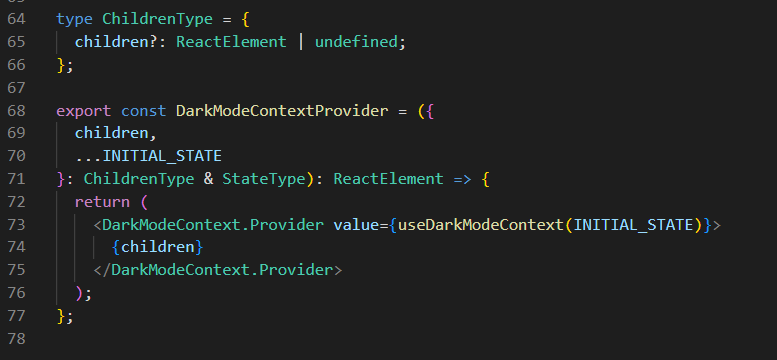 64 type ChildrenType = {
65   children?: ReactElement | undefined;
66 };
67
68 export const DarkModeContextProvider = ({
69   children,
70   ...INITIAL_STATE
71 }: ChildrenType & StateType): ReactElement => {
72   return (
73     <DarkModeContext.Provider value={useDarkModeContext(INITIAL_STATE)}>
74       {children}
75     </DarkModeContext.Provider>
76   );
77 };
78